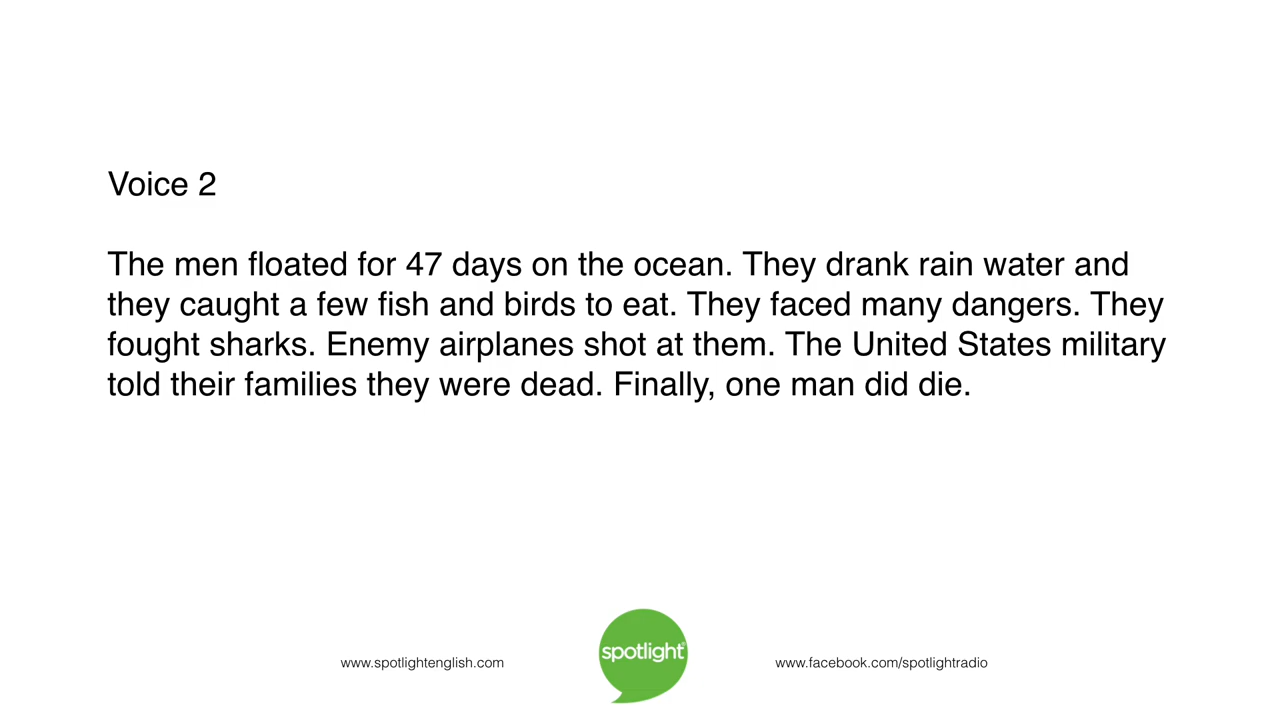 Voice 2
The men floated for 47 days on the ocean. They drank rain water and
they caught a few fish and birds to eat. They faced many dangers. They
fought sharks. Enemy airplanes shot at them. The United States military
told their families they were dead. Finally, one man did die.
www.spotlightenglish.com
spotlight®
www.facebook.com/spotlightradio